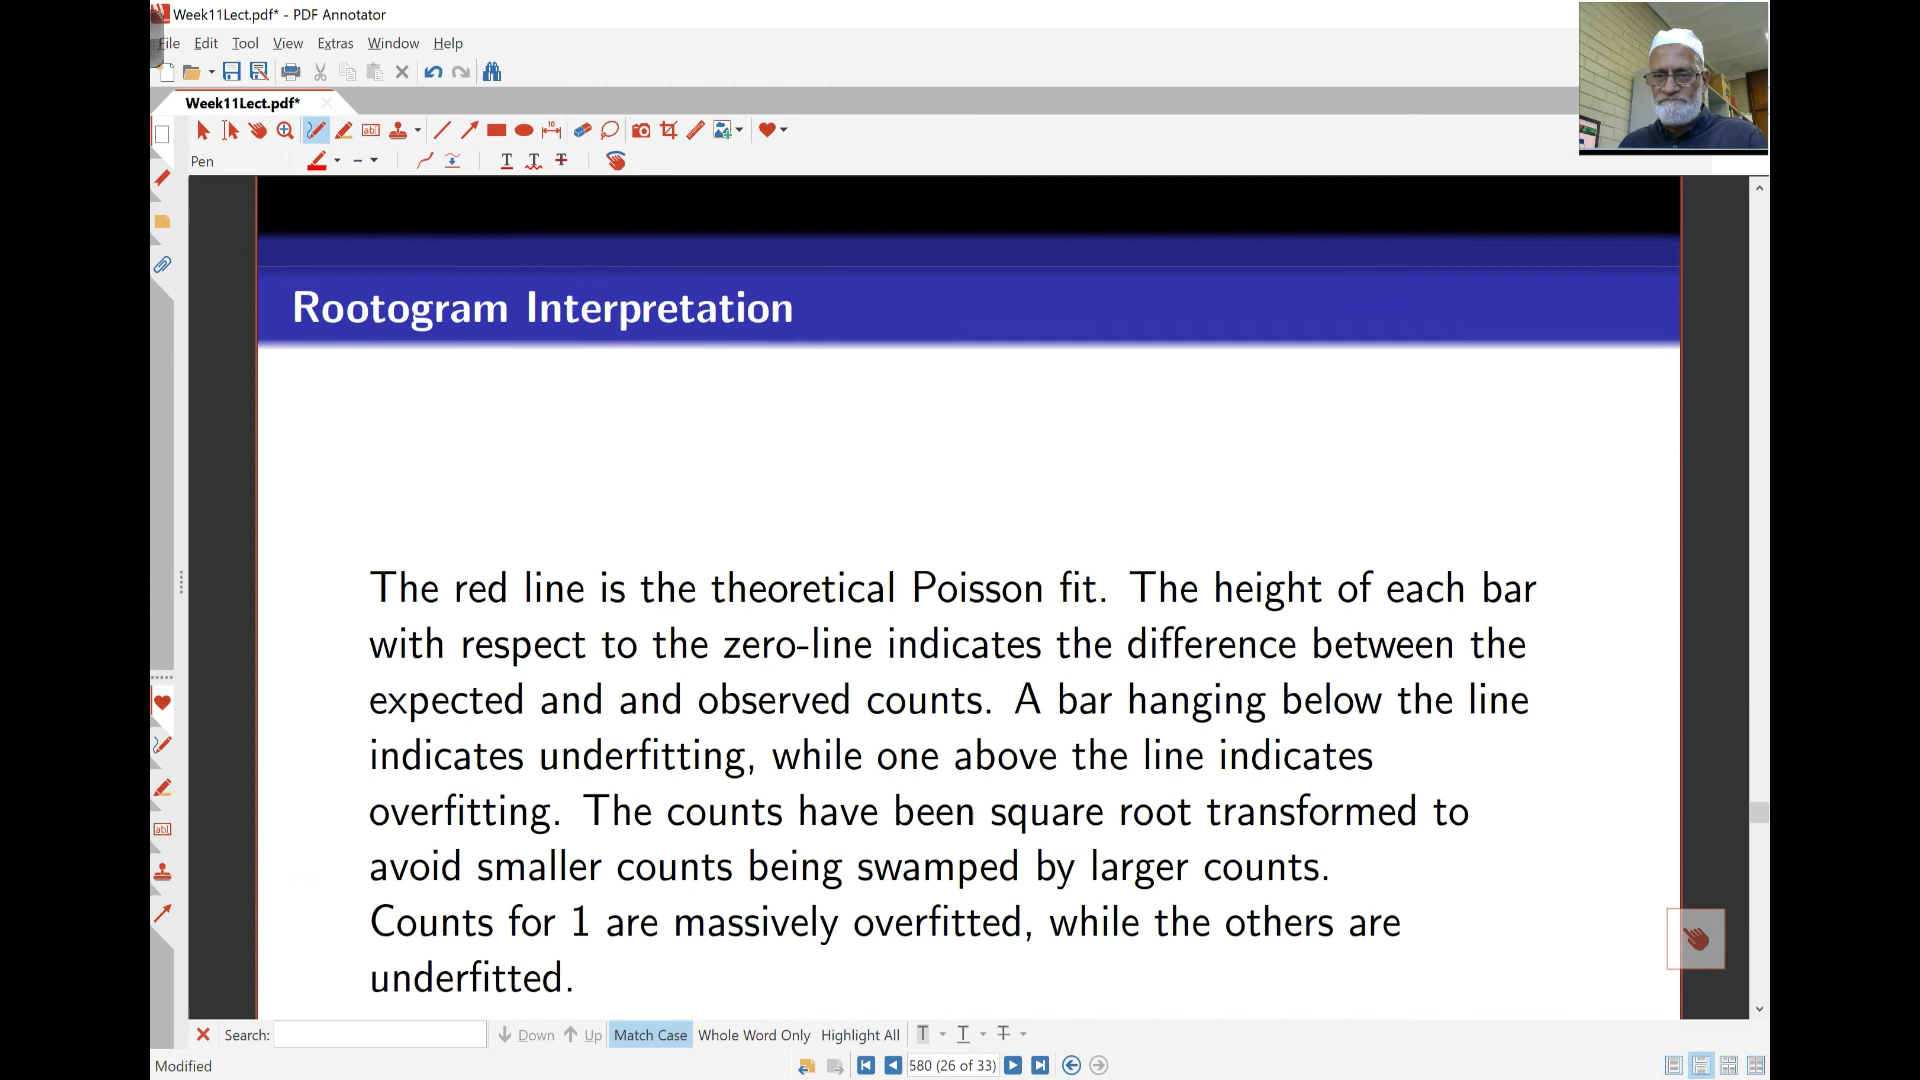 Week11Lect.pdf* - PDF Annotator
File Edit Tool View Extras Window Help
Week11Lect.pdf*
Pen
Rootogram Interpretation
The red line is the theoretical Poisson fit. The height of each bar
with respect to the zero-line indicates the difference between the
expected and and observed counts. A bar hanging below the line
indicates underfitting, while one above the line indicates
overfitting. The counts have been square root transformed to
avoid smaller counts being swamped by larger counts.
Counts for 1 are massively overfitted, while the others are
underfitted.
Search: Down Up Match Case Whole Word Only Highlight All
Modified 580 (26 of 33)